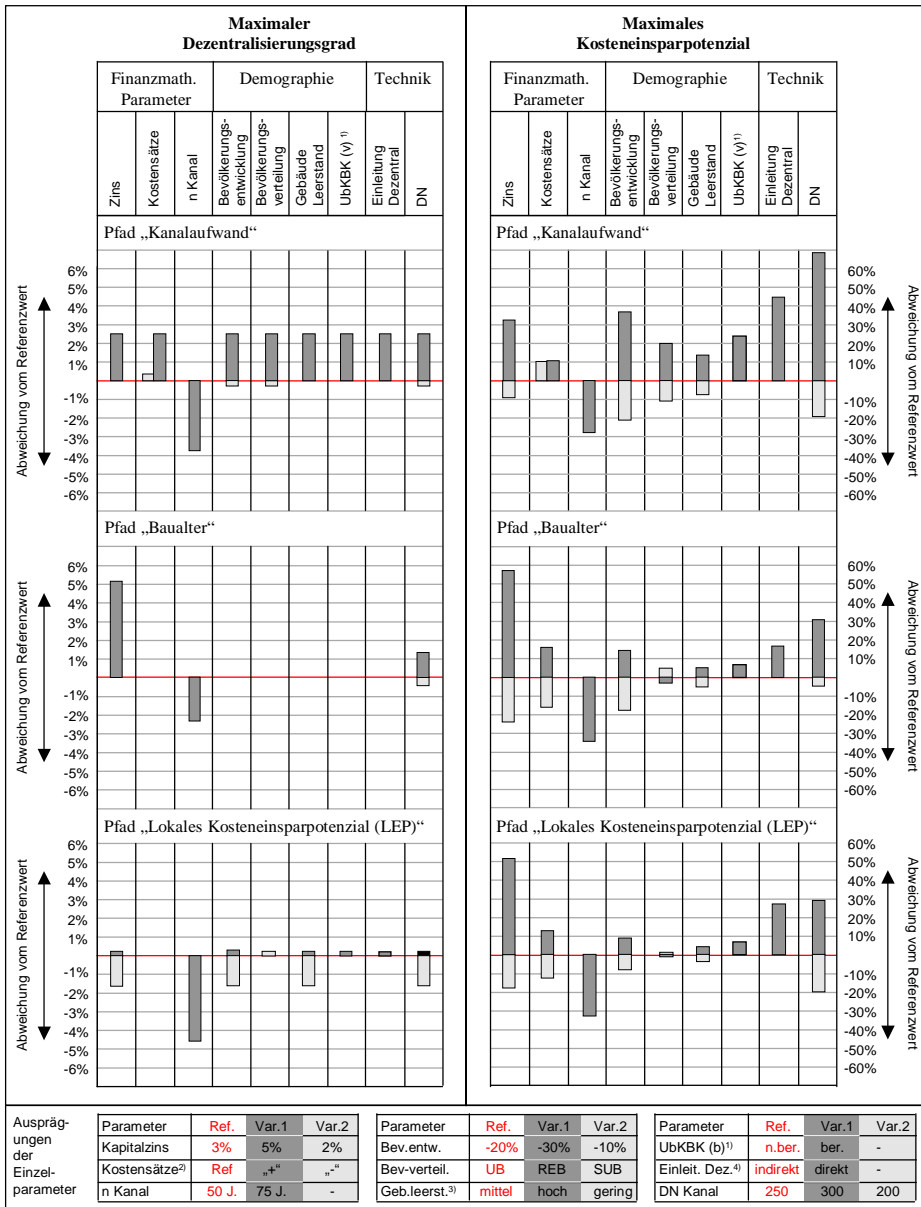 Maximaler
Dezentralisierungsgrad
Maximales
Kosteneinsparpotenzial
Finanzmath.
Parameter
Demographie
Technik
Finanzmath.
Parameter
Demographie
Technik
Zins
Kostensätze
n Kanal
Bevölkerungs-
entwicklung
Bevölkerungs-
verteilung
Gebäude
Leerstand
UbKBK (v) 1)
Einleitung
Dezentral
DN
Zins
Kostensätze
n Kanal
Bevölkerungs-
entwicklung
Bevölkerungs-
verteilung
Gebäude
Leerstand
UbKBK (v)1)
Einleitung
Dezentral
DN
Pfad „Kanalaufwand“
Pfad „Kanalaufwand“
Abweichung vom Referenzwert
6%
5%
4%
3%
2%
1%
-1%
-2%
-3%
-4%
-5%
-6%
60%
50%
40%
30%
20%
10%
-10%
-20%
-30%
-40%
-50%
-60%
Abweichung vom Referenzwert
Pfad „Baualter“
Pfad „Baualter“
Abweichung vom Referenzwert
6%
5%
4%
3%
2%
1%
-1%
-2%
-3%
-4%
-5%
-6%
60%
50%
40%
30%
20%
10%
-10%
-20%
-30%
-40%
-50%
-60%
Abweichung vom Referenzwert
Pfad „Lokales Kosteneinsparpotenzial (LEP)“
Pfad „Lokales Kosteneinsparpotenzial (LEP)“
Abweichung vom Referenzwert
6%
5%
4%
3%
2%
1%
-1%
-2%
-3%
-4%
-5%
-6%
60%
50%
40%
30%
20%
10%
-10%
-20%
-30%
-40%
-50%
-60%
Abweichung vom Referenzwert
Auspräg-
ungen
der
Einzel-
parameter
Parameter Ref. Var.1 Var.2
Kapitalzins 3% 5% 2%
Kostensätze2) Ref „+“ „-“
n Kanal 50 J. 75 J. -
Parameter Ref. Var.1 Var.2
Bev.entw. -20% -30% -10%
Bev-verteil. UB REB SUB
Geb.leerst.3) mittel hoch gering
Parameter Ref. Var.1 Var.2
UbKBK (b)1) n.ber. ber. -
Einleit. Dez.4) indirekt direkt -
DN Kanal 250 300 200